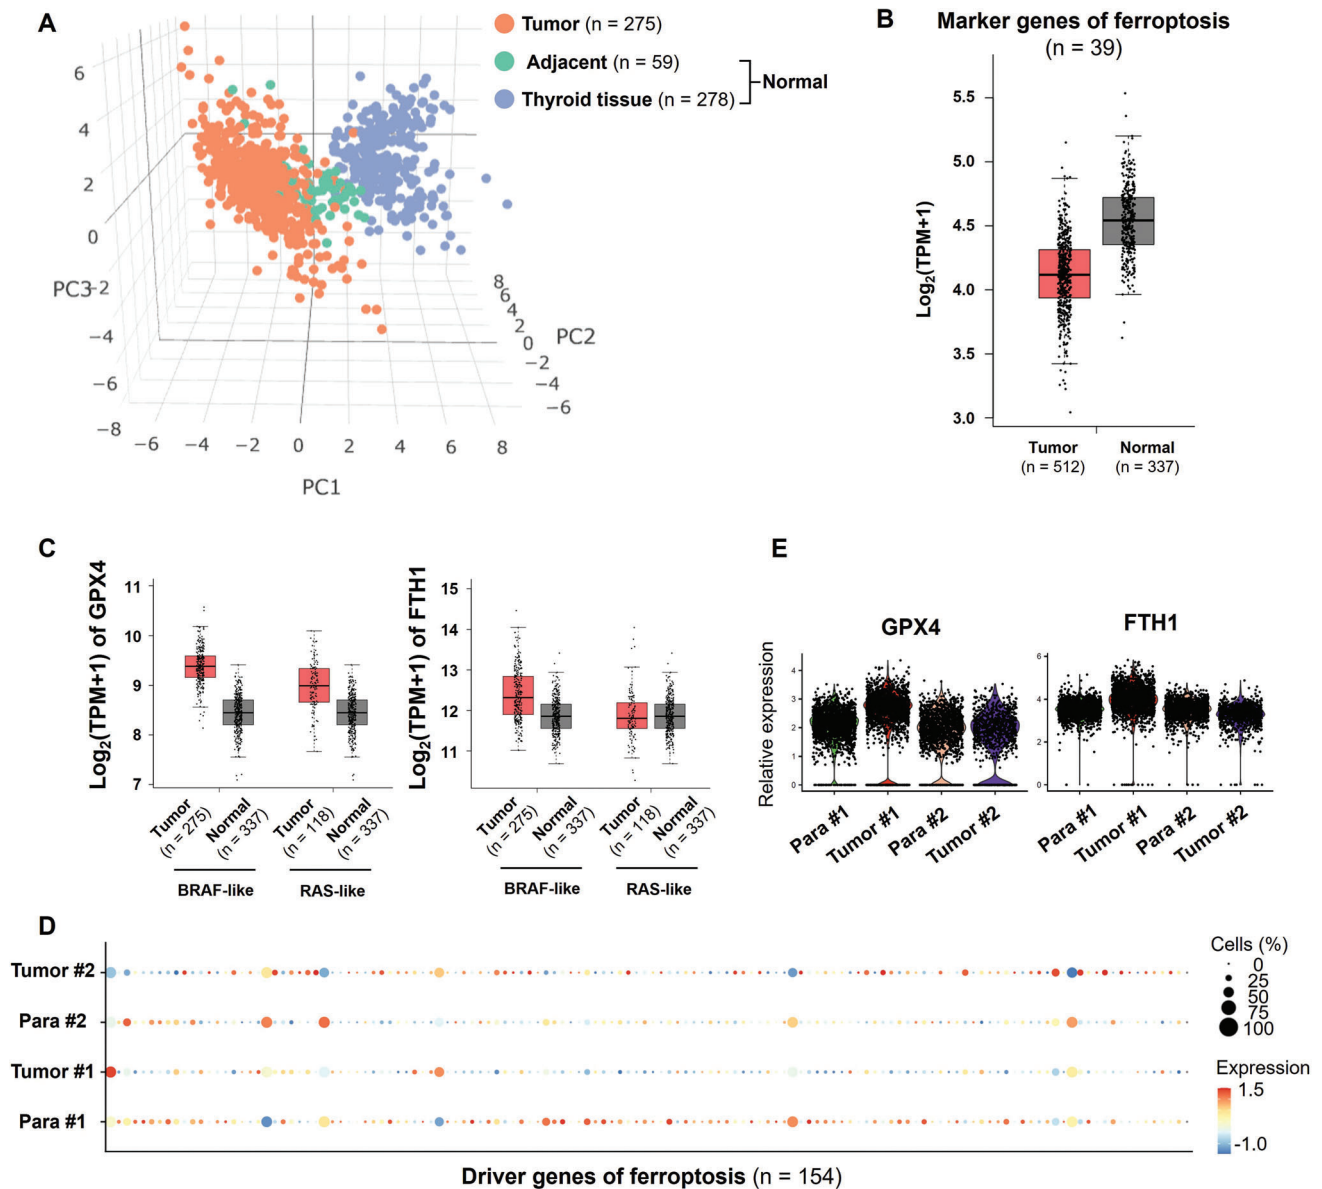 A
Tumor (n = 275)
Adjacent (n = 59)
Thyroid tissue (n = 278)
Normal
6
4
2
0
PC3
−2
−4
−6
−8
−6
−4
−2
0
2
4
6
8
PC1
8
6
4
2
0
−2
−4
−6
PC2
B
Marker genes of ferroptosis
(n = 39)
Log2(TPM+1)
5.5
5.0
4.5
4.0
3.5
3.0
Tumor
(n = 512)
Normal
(n = 337)
C
Log2(TPM+1) of GPX4
11
10
9
8
7
Tumor
(n = 275)
Normal
(n = 337)
Tumor
(n = 118)
Normal
(n = 337)
BRAF-like
RAS-like
Log2(TPM+1) of FTH1
15
14
13
12
11
Tumor
(n = 275)
Normal
(n = 337)
Tumor
(n = 118)
Normal
(n = 337)
BRAF-like
RAS-like
E
GPX4
Relative expression
4
3
2
1
0
Para #1
Tumor #1
Para #2
Tumor #2
FTH1
6
4
2
0
Para #1
Tumor #1
Para #2
Tumor #2
D
Tumor #2
Para #2
Tumor #1
Para #1
Driver genes of ferroptosis (n = 154)
Cells (%)
0
25
50
75
100
Expression
1.5
-1.0